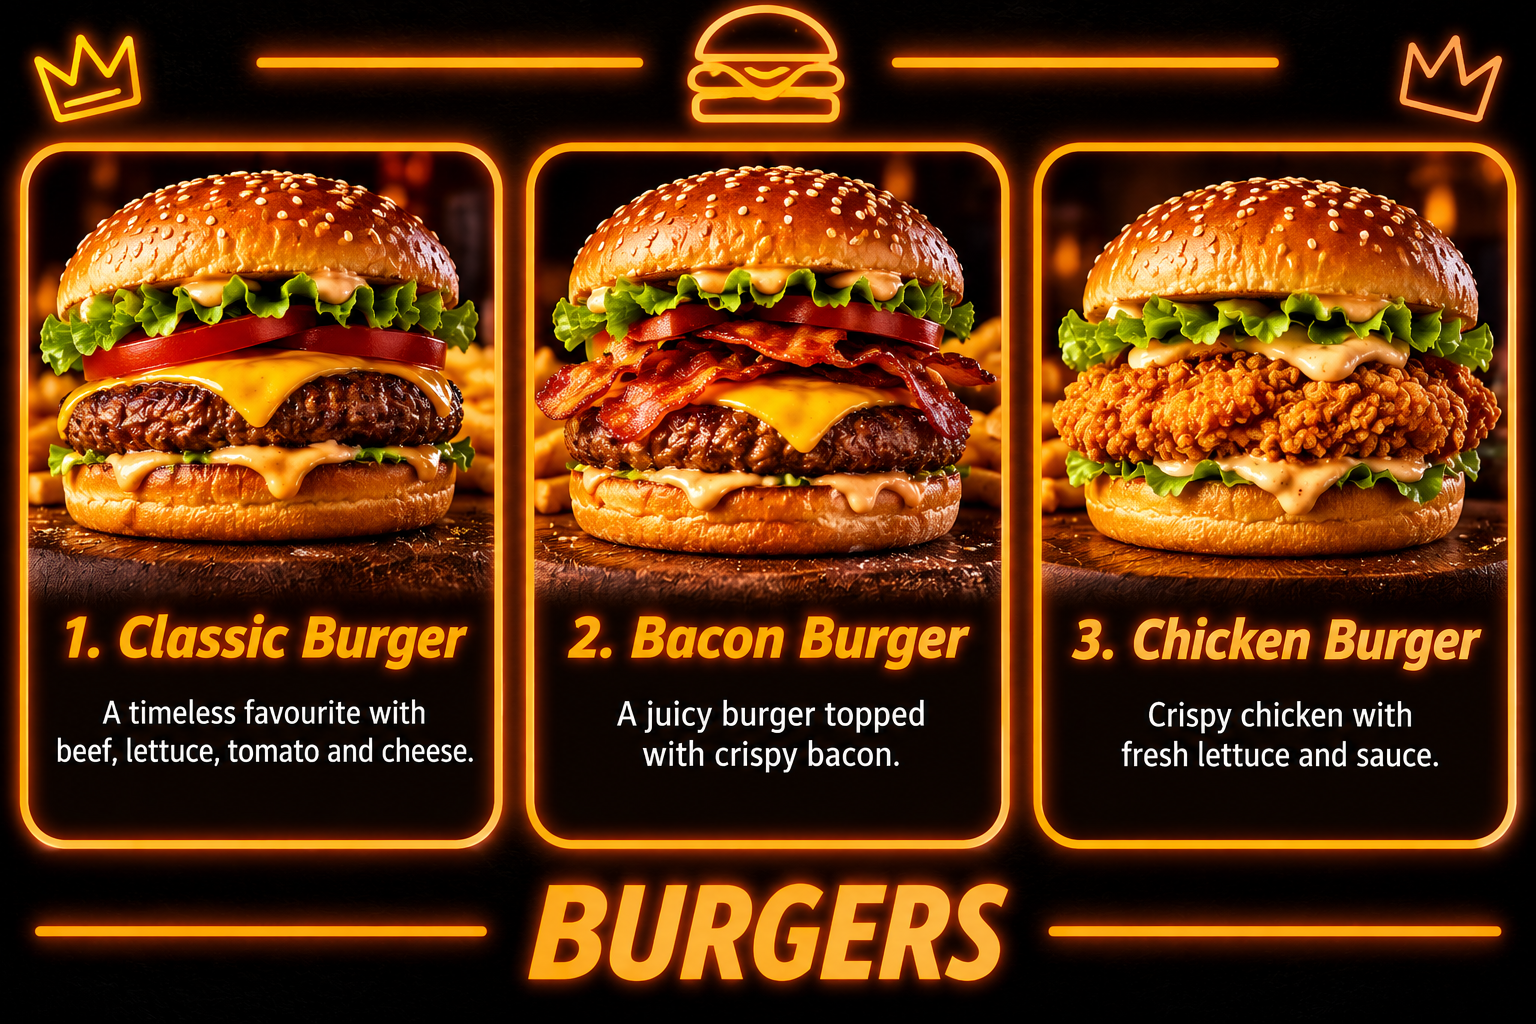 1. Classic Burger
A timeless favourite with
beef, lettuce, tomato and cheese.
2. Bacon Burger
A juicy burger topped
with crispy bacon.
3. Chicken Burger
Crispy chicken with
fresh lettuce and sauce.
BURGERS